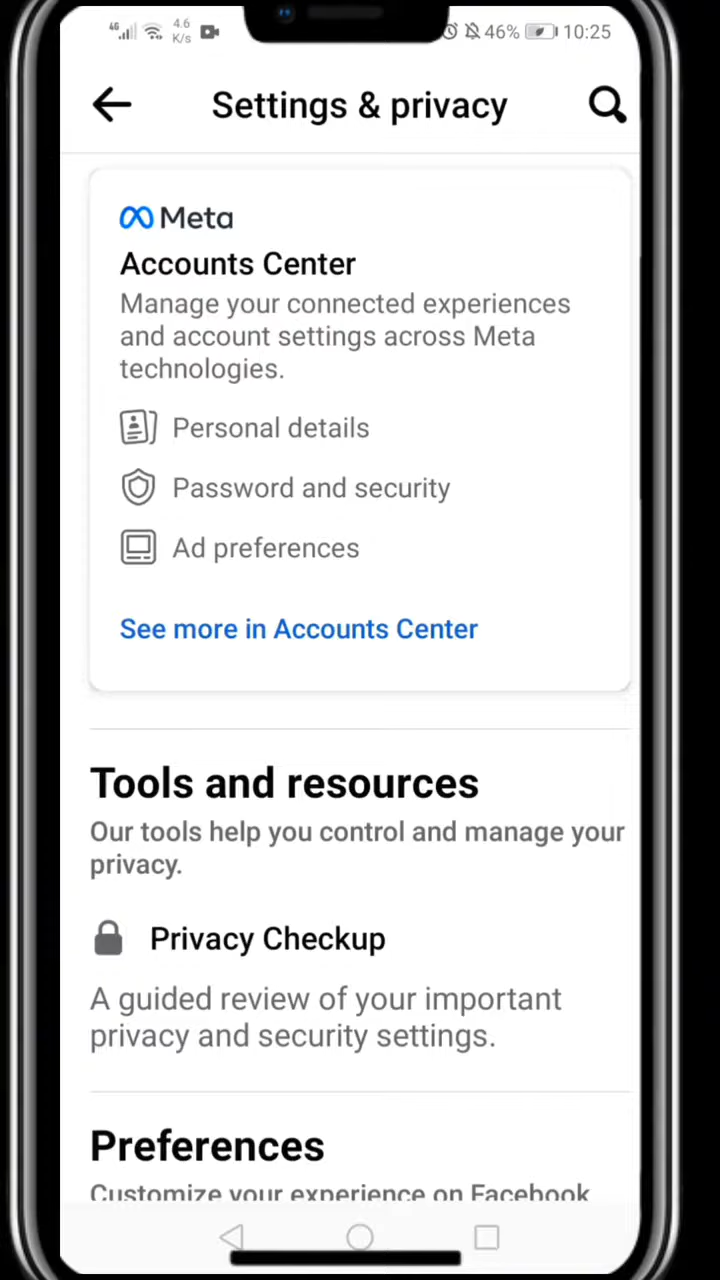 4G 4.6 K/s 46% 10:25
Settings & privacy
Meta
Accounts Center
Manage your connected experiences
and account settings across Meta
technologies.
Personal details
Password and security
Ad preferences
See more in Accounts Center
Tools and resources
Our tools help you control and manage your
privacy.
Privacy Checkup
A guided review of your important
privacy and security settings.
Preferences
Customize your experience on Facebook